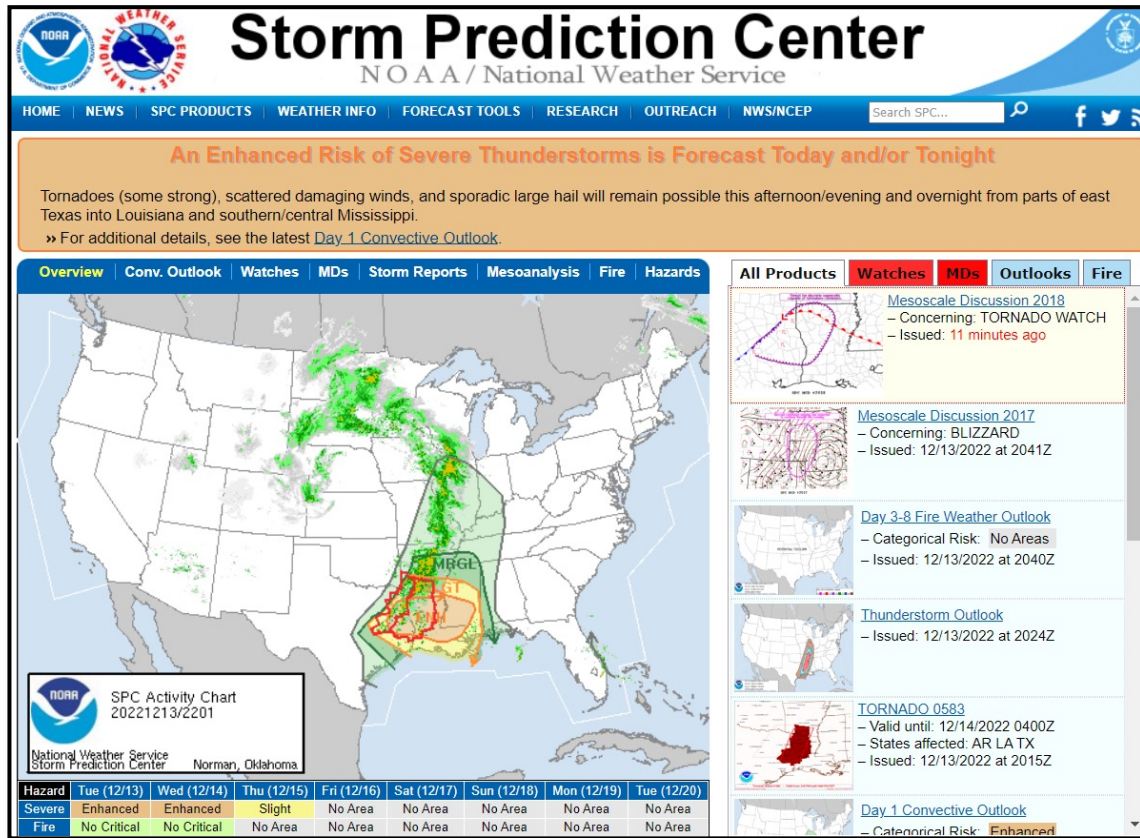 NOAA
NATIONAL WEATHER SERVICE
Storm Prediction Center
NOAA/National Weather Service
HOME NEWS SPC PRODUCTS WEATHER INFO FORECAST TOOLS RESEARCH OUTREACH NWS/NCEP Search SPC...
An Enhanced Risk of Severe Thunderstorms is Forecast Today and/or Tonight
Tornadoes (some strong), scattered damaging winds, and sporadic large hail will remain possible this afternoon/evening and overnight from parts of east
Texas into Louisiana and southern/central Mississippi.
›› For additional details, see the latest Day 1 Convective Outlook.
Overview Conv. Outlook Watches MDs Storm Reports Mesoanalysis Fire Hazards
MRGL
NOAA
SPC Activity Chart
20221213/2201
National Weather Service
Storm Prediction Center Norman, Oklahoma
Hazard Tue (12/13) Wed (12/14) Thu (12/15) Fri (12/16) Sat (12/17) Sun (12/18) Mon (12/19) Tue (12/20)
Severe Enhanced Enhanced Slight No Area No Area No Area No Area No Area
Fire No Critical No Critical No Area No Area No Area No Area No Area No Area
All Products Watches MDs Outlooks Fire
Mesoscale Discussion 2018
– Concerning: TORNADO WATCH
– Issued: 11 minutes ago
Mesoscale Discussion 2017
– Concerning: BLIZZARD
– Issued: 12/13/2022 at 2041Z
Day 3-8 Fire Weather Outlook
– Categorical Risk: No Areas
– Issued: 12/13/2022 at 2040Z
Thunderstorm Outlook
– Issued: 12/13/2022 at 2024Z
TORNADO 0583
– Valid until: 12/14/2022 0400Z
– States affected: AR LA TX
– Issued: 12/13/2022 at 2015Z
Day 1 Convective Outlook
– Categorical Risk: Enhanced